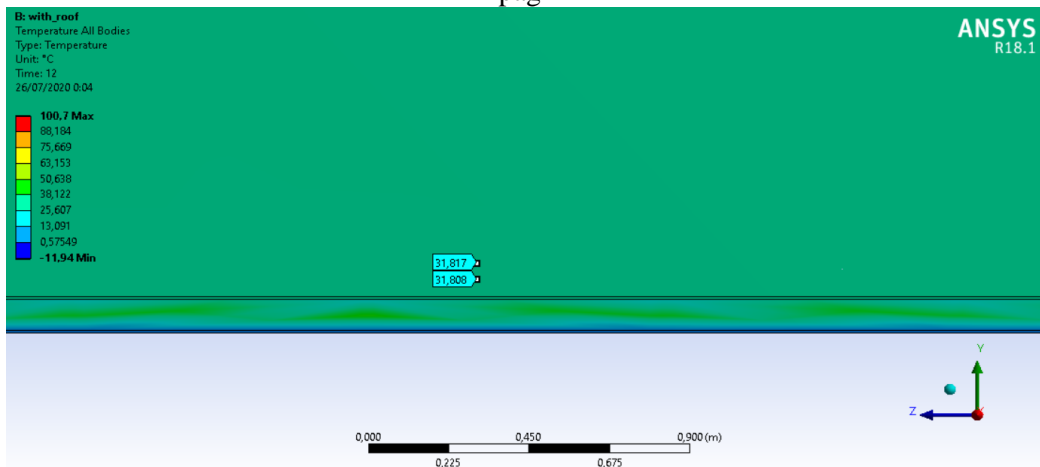 pag
B: with_roof
Temperature All Bodies
Type: Temperature
Unit: °C
Time: 12
26/07/2020 0:04
ANSYS
R18.1
100,7 Max
88,184
75,669
63,153
50,638
38,122
25,607
13,091
0,57549
-11,94 Min
31,817
31,808
Y
Z
0,000 0,450 0,900 (m)
0,225 0,675